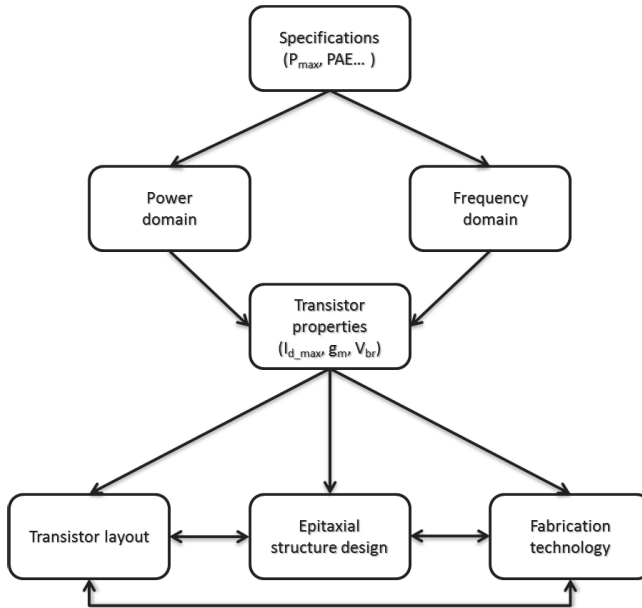 Specifications
(Pmax, PAE... )
Power
domain
Frequency
domain
Transistor
properties
(Id_max, gm, Vbr)
Transistor layout
Epitaxial
structure design
Fabrication
technology